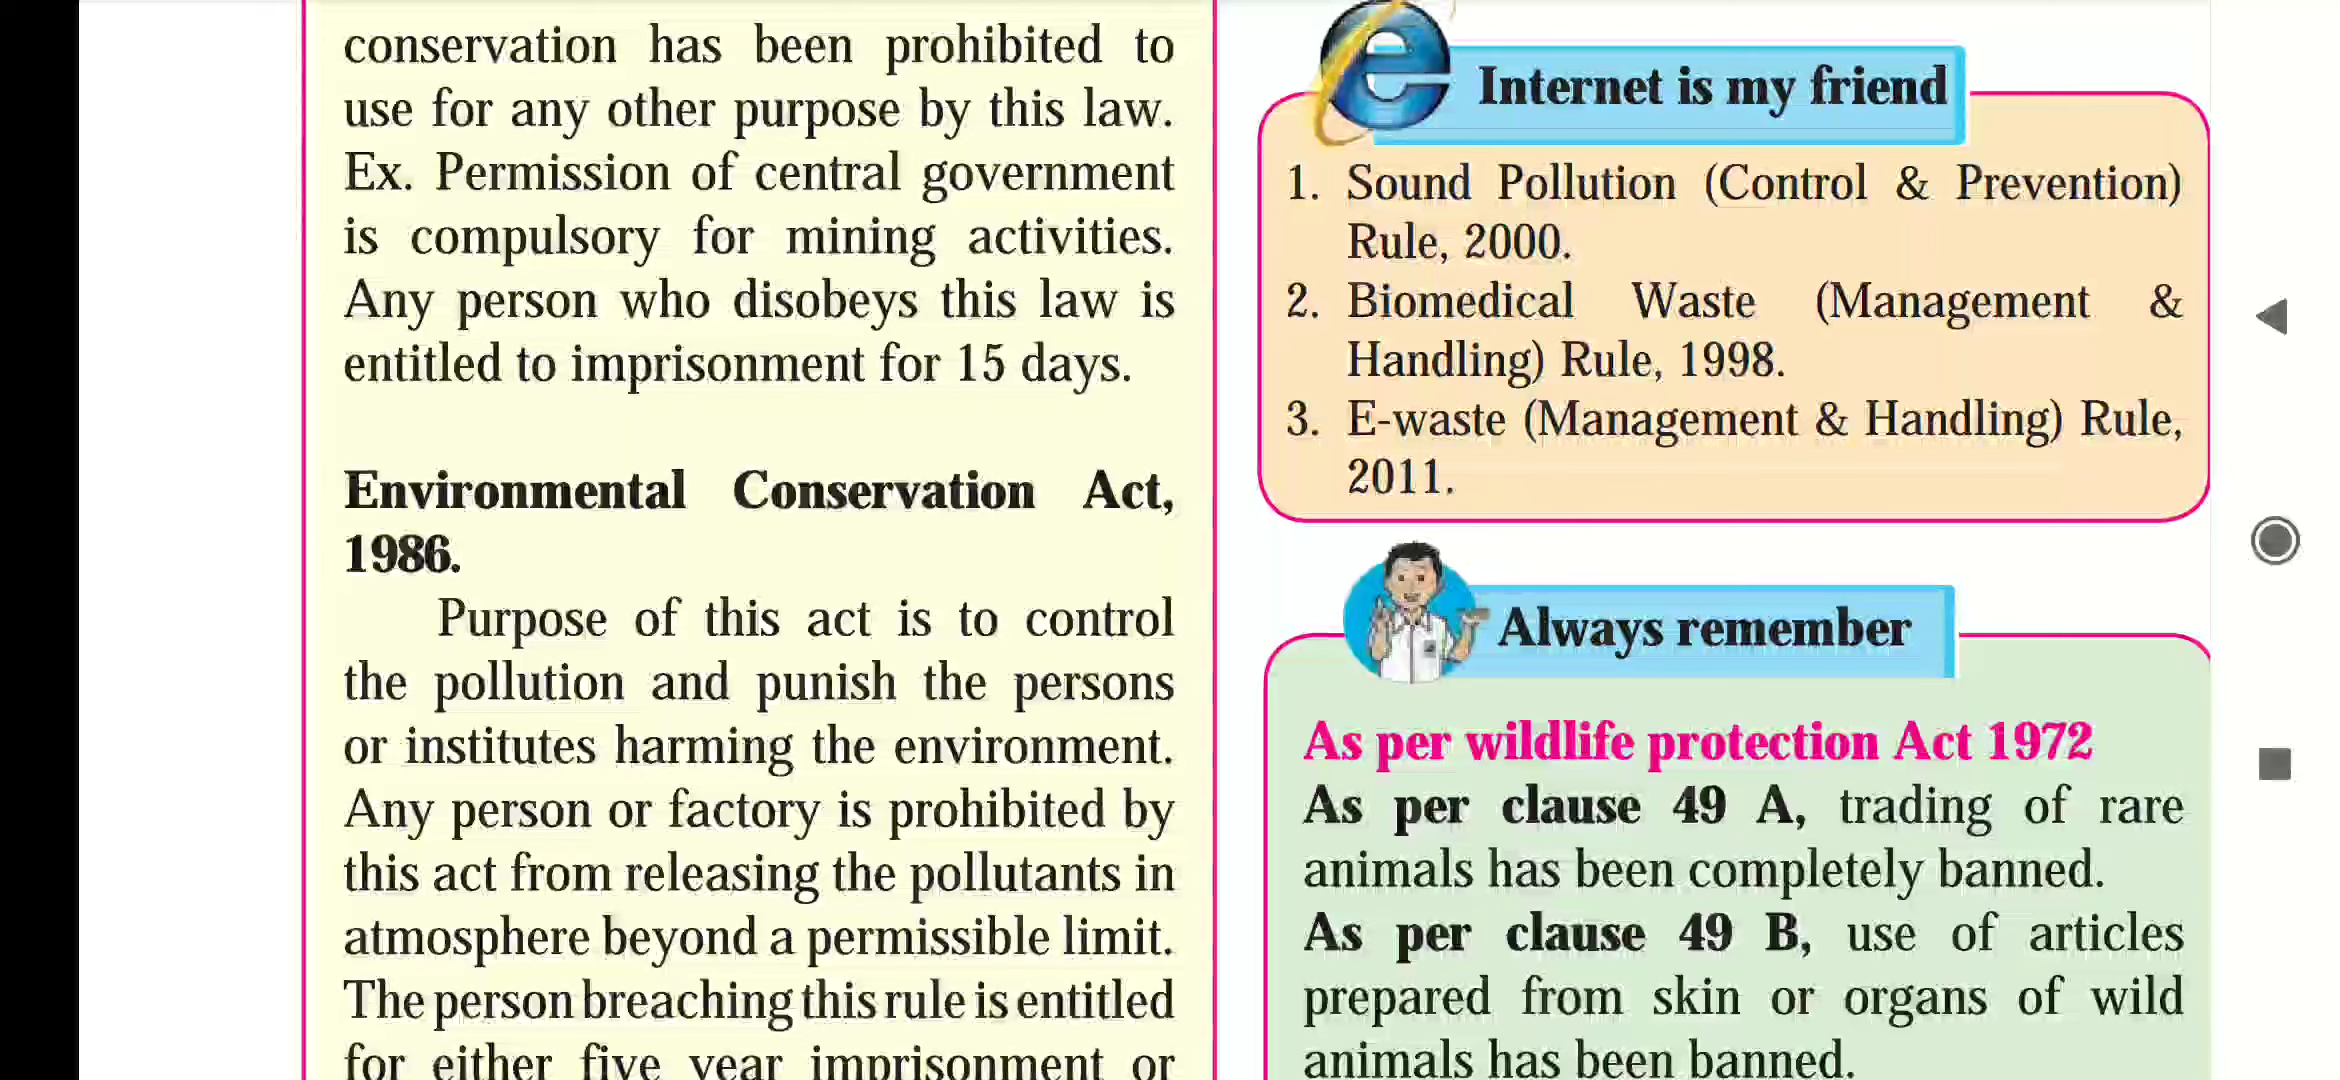 conservation has been prohibited to
use for any other purpose by this law.
Ex. Permission of central government
is compulsory for mining activities.
Any person who disobeys this law is
entitled to imprisonment for 15 days.
Environmental Conservation Act,
1986.
Purpose of this act is to control
the pollution and punish the persons
or institutes harming the environment.
Any person or factory is prohibited by
this act from releasing the pollutants in
atmosphere beyond a permissible limit.
The person breaching this rule is entitled
for either five year imprisonment or
Internet is my friend
1. Sound Pollution (Control & Prevention)
Rule, 2000.
2. Biomedical Waste (Management &
Handling) Rule, 1998.
3. E-waste (Management & Handling) Rule,
2011.
Always remember
As per wildlife protection Act 1972
As per clause 49 A, trading of rare
animals has been completely banned.
As per clause 49 B, use of articles
prepared from skin or organs of wild
animals has been banned.